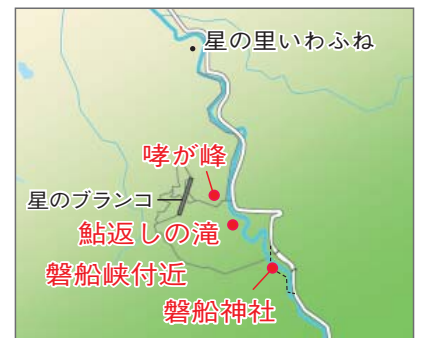 星の里いわふね
哮が峰
星のブランコ
鮎返しの滝
磐船峡付近
磐船神社